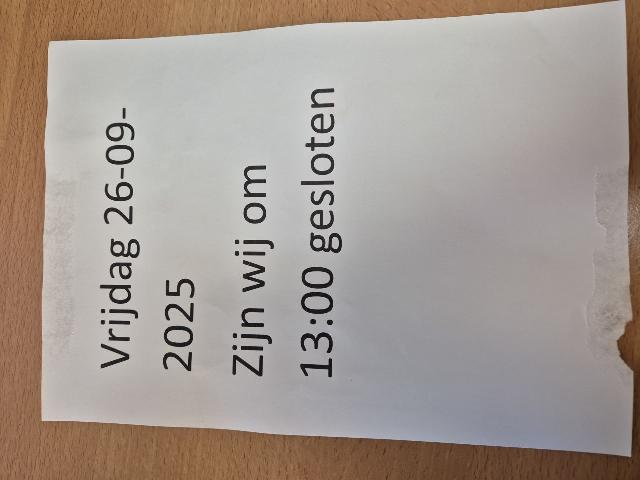 Vrijdag 26-09-
2025
Zijn wij om
13:00 gesloten